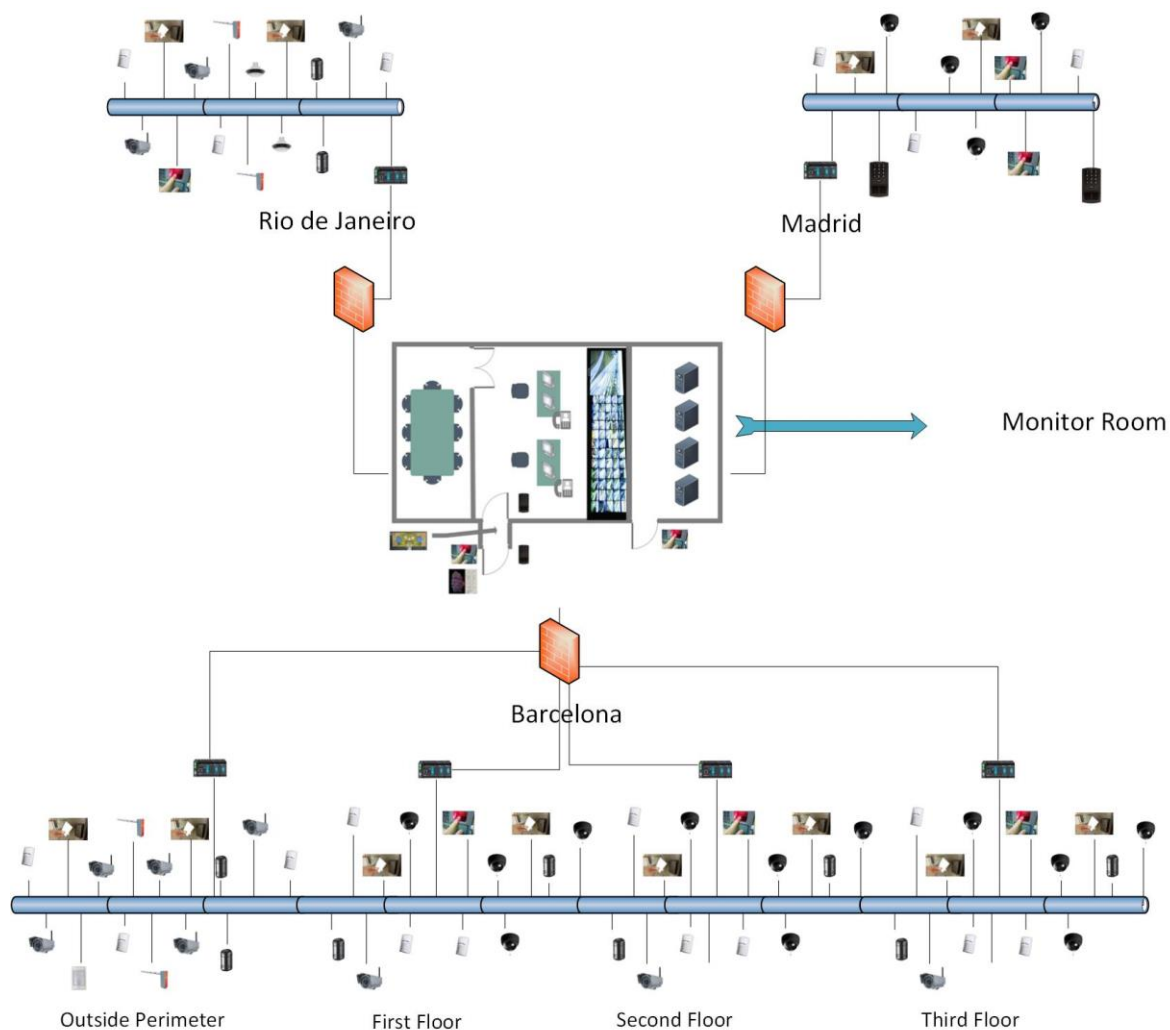 Rio de Janeiro
Madrid
Monitor Room
Barcelona
Outside Perimeter
First Floor
Second Floor
Third Floor